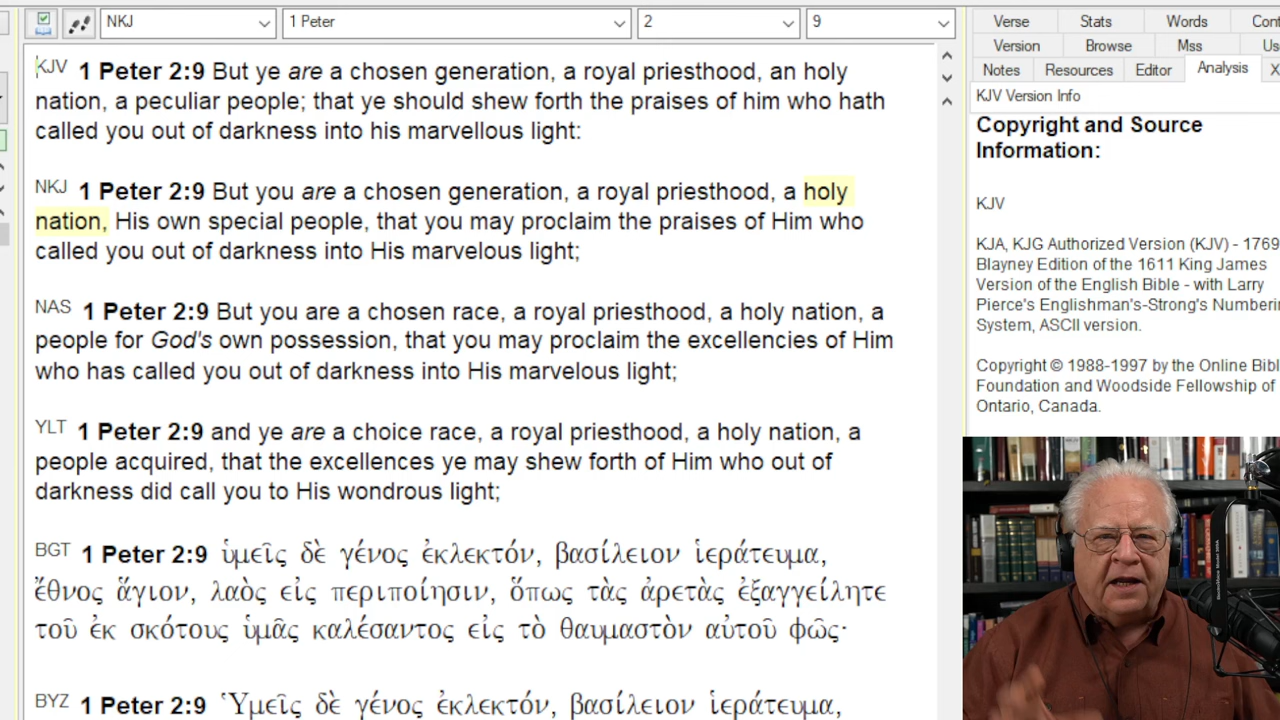 NKJ 1 Peter 2 9
KJV 1 Peter 2:9 But ye are a chosen generation, a royal priesthood, an holy
nation, a peculiar people; that ye should shew forth the praises of him who hath
called you out of darkness into his marvellous light:
NKJ 1 Peter 2:9 But you are a chosen generation, a royal priesthood, a holy
nation, His own special people, that you may proclaim the praises of Him who
called you out of darkness into His marvelous light;
NAS 1 Peter 2:9 But you are a chosen race, a royal priesthood, a holy nation, a
people for God's own possession, that you may proclaim the excellencies of Him
who has called you out of darkness into His marvelous light;
YLT 1 Peter 2:9 and ye are a choice race, a royal priesthood, a holy nation, a
people acquired, that the excellences ye may shew forth of Him who out of
darkness did call you to His wondrous light;
BGT 1 Peter 2:9 ὑμεῖς δὲ γένος ἐκλεκτόν, βασίλειον ἱεράτευμα,
ἔθνος ἅγιον, λαὸς εἰς περιποίησιν, ὅπως τὰς ἀρετὰς ἐξαγγείλητε
τοῦ ἐκ σκότους ὑμᾶς καλέσαντος εἰς τὸ θαυμαστὸν αὐτοῦ φῶς·
BYZ 1 Peter 2:9 Ὑμεῖς δὲ γένος ἐκλεκτόν, βασίλειον ἱεράτευμα,
Verse Stats Words Cont
Version Browse Mss Us
Notes Resources Editor Analysis X
KJV Version Info
Copyright and Source
Information:
KJV
KJA, KJG Authorized Version (KJV) - 1769
Blayney Edition of the 1611 King James
Version of the English Bible - with Larry
Pierce's Englishman's-Strong's Numberin
System, ASCII version.
Copyright © 1988-1997 by the Online Bibl
Foundation and Woodside Fellowship of
Ontario, Canada.